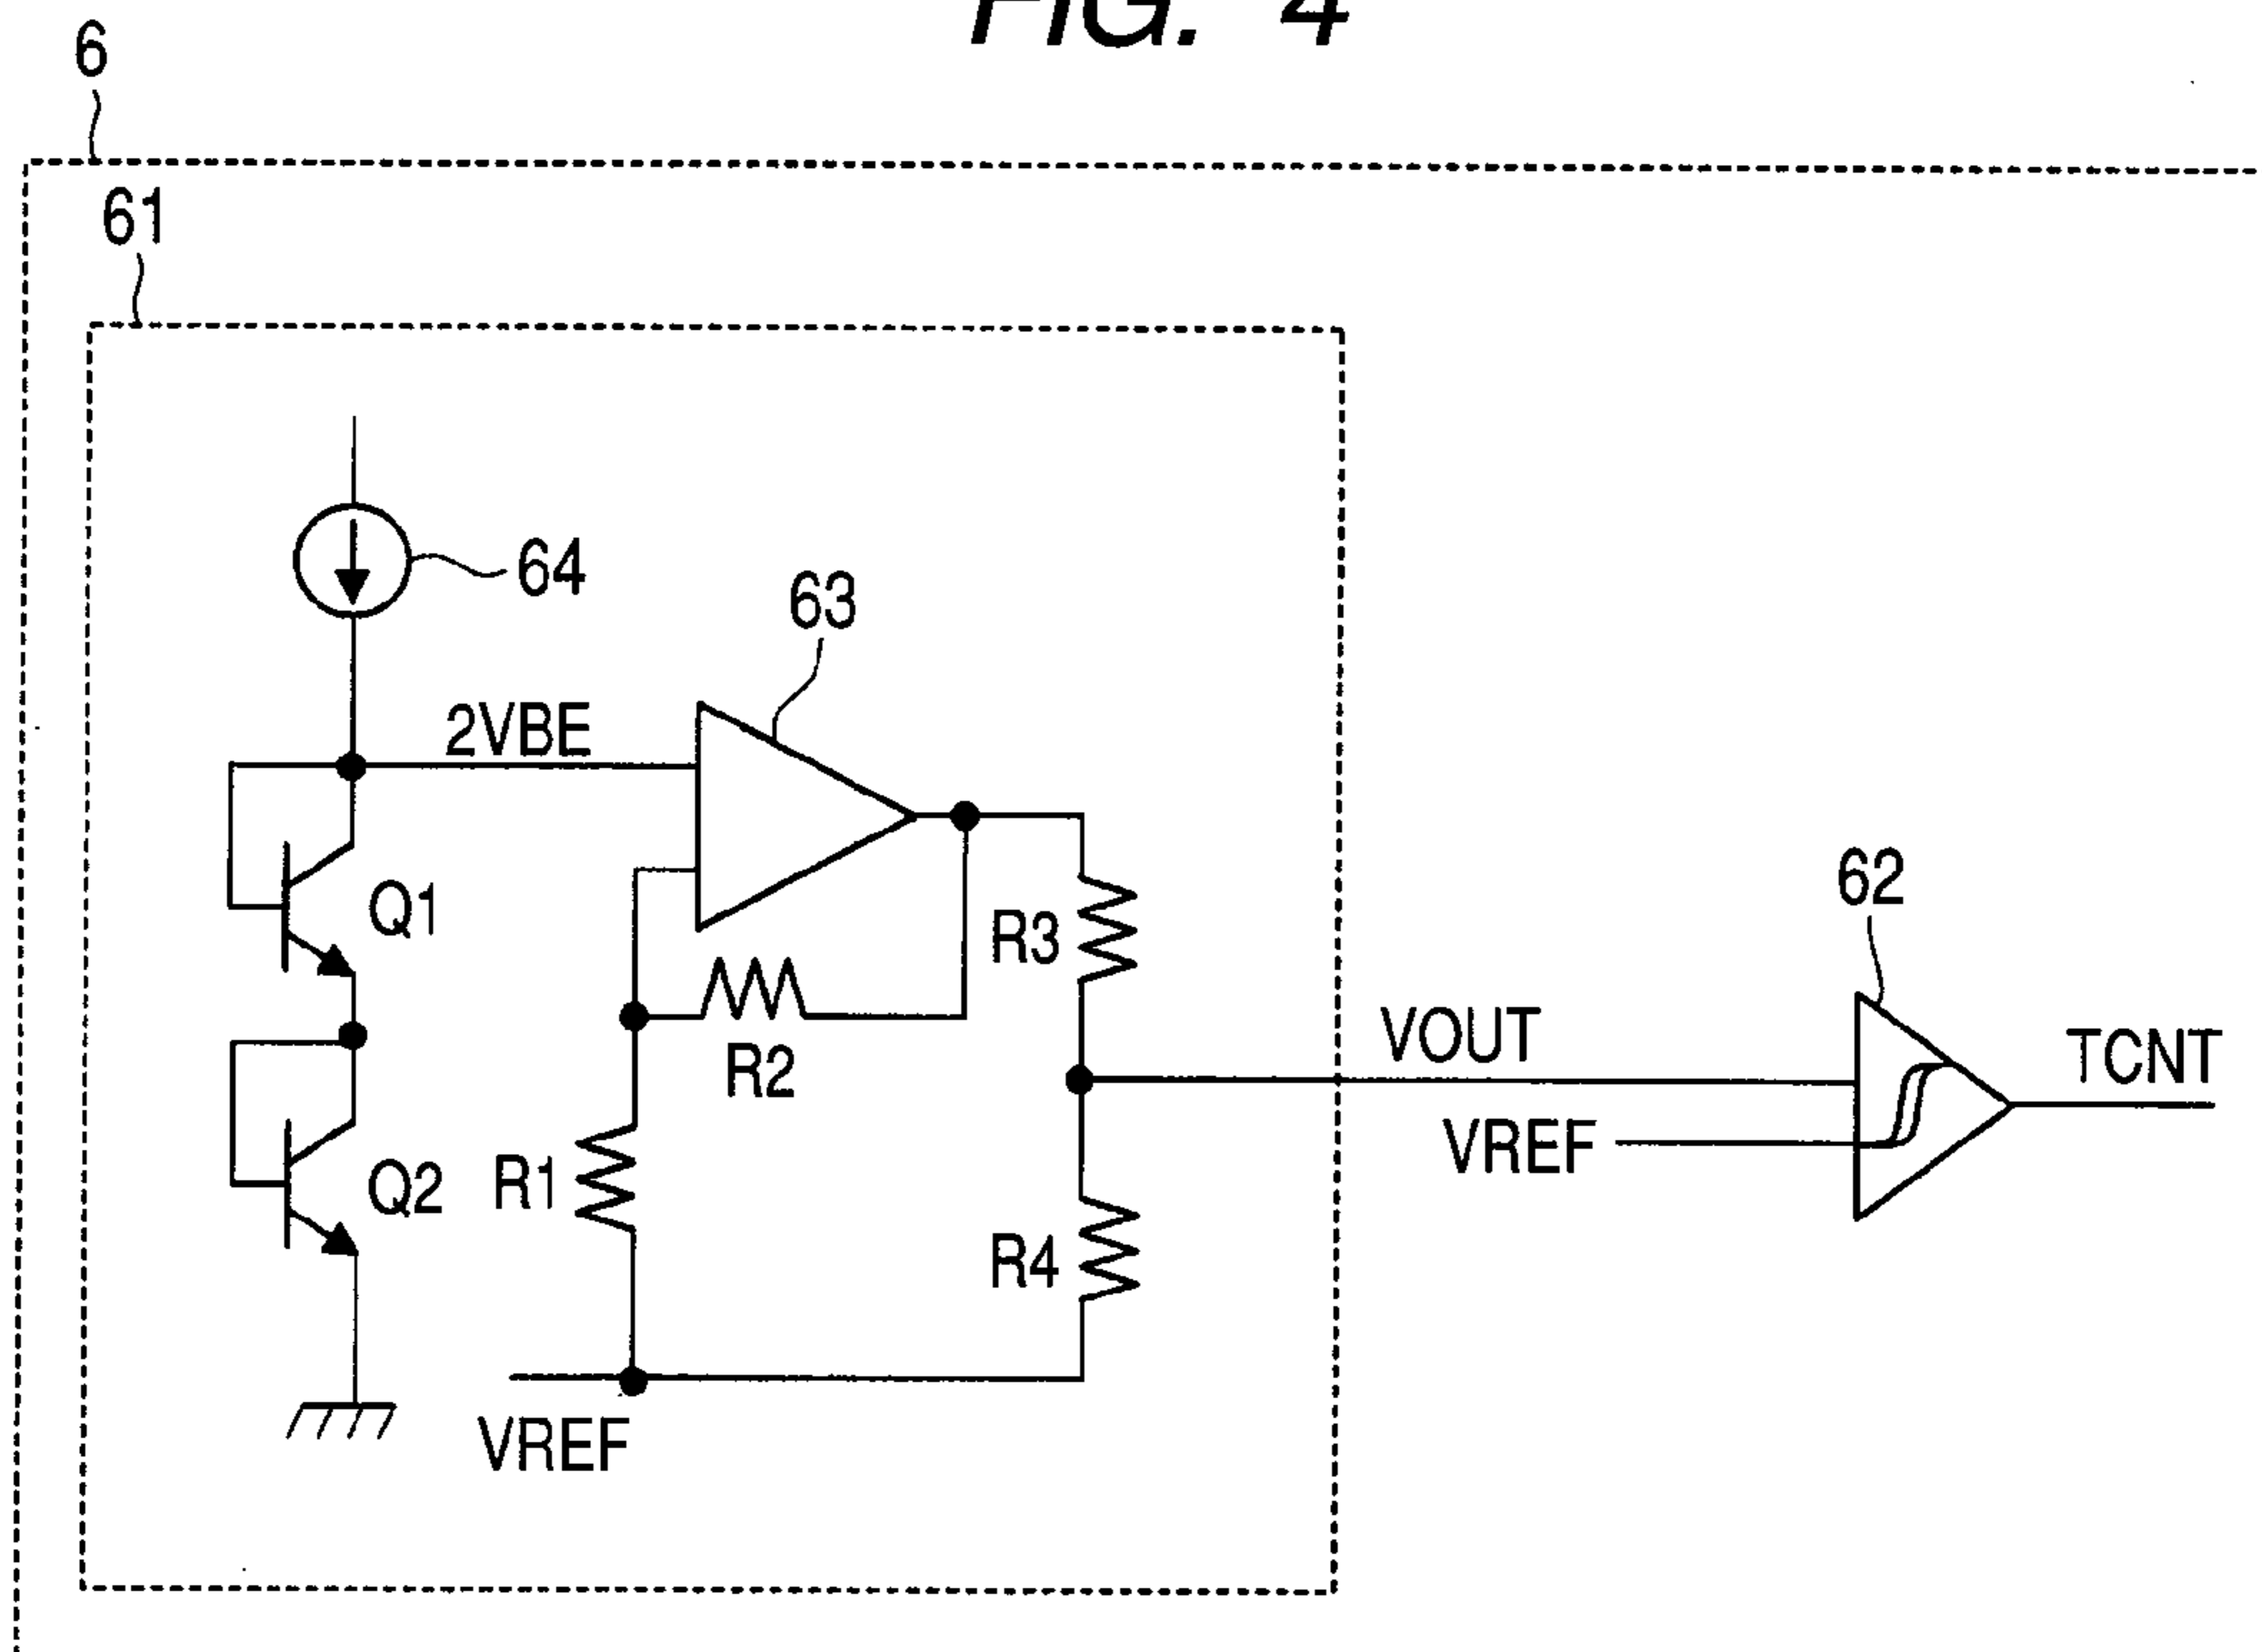 FIG. 4
6
61
64
63
2VBE
Q1
R3
62
R2
VOUT
TCNT
VREF
R1
Q2
R4
VREF